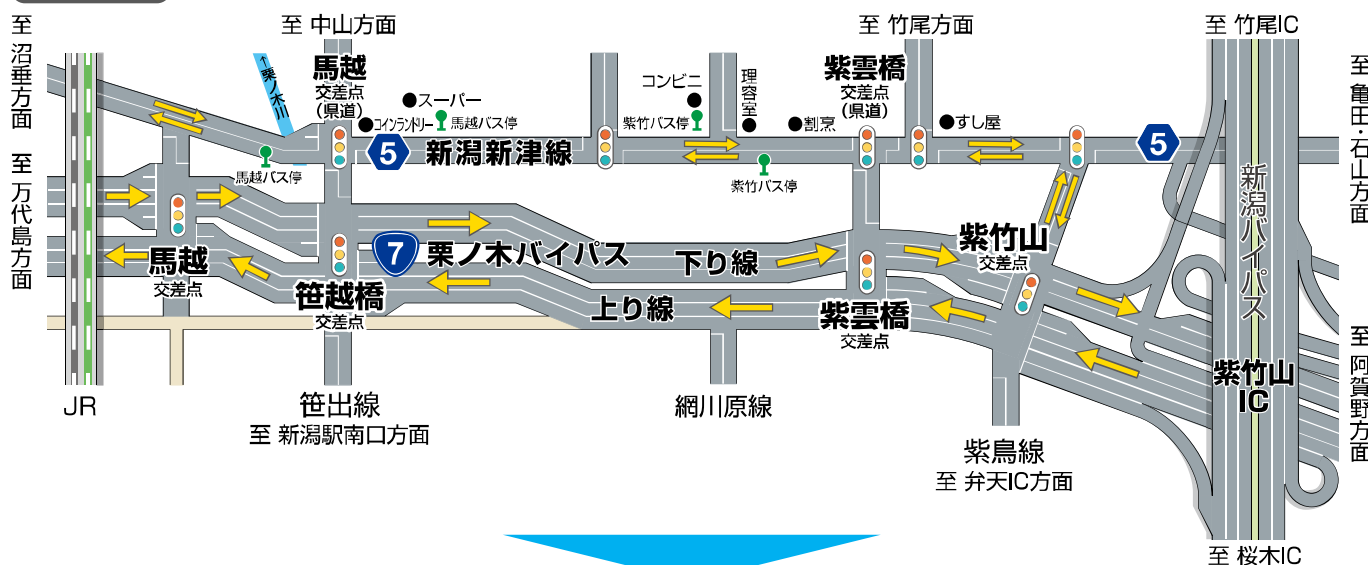 至 沼垂方面
至 中山方面
至 竹尾方面
至 竹尾IC
至 亀田・石山方面
↑栗ノ木川
馬越
交差点
(県道)
スーパー
コインランドリー
馬越バス停
コンビニ
紫竹バス停
理容室
割烹
紫雲橋
交差点
(県道)
すし屋
5
新潟新津線
5
馬越バス停
紫竹バス停
至 万代島方面
新潟バイパス
馬越
交差点
7
栗ノ木バイパス
下り線
紫竹山
交差点
笹越橋
交差点
上り線
紫雲橋
交差点
紫竹山
IC
至 阿賀野方面
JR
笹出線
至 新潟駅南口方面
網川原線
紫鳥線
至 弁天IC方面
至 桜木IC